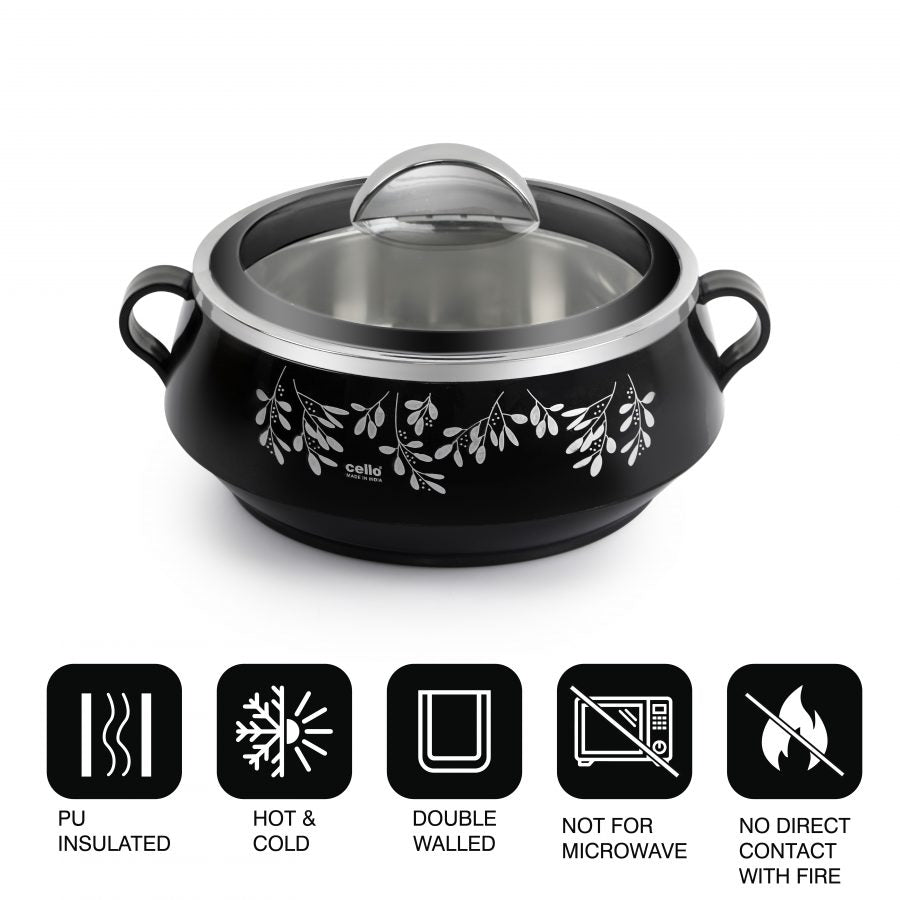 cello
MADE IN INDIA
PU
INSULATED
HOT &
COLD
DOUBLE
WALLED
NOT FOR
MICROWAVE
NO DIRECT
CONTACT
WITH FIRE